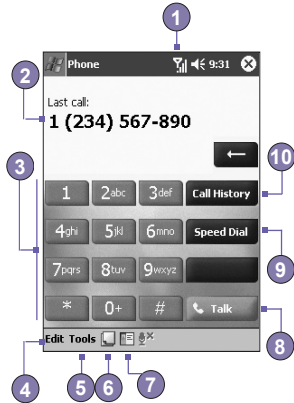 1
Phone 9:31
2
Last call:
1 (234) 567-890
3
10
1 2abc 3def Call History
4ghi 5jkl 6mno Speed Dial
9
7pqrs 8tuv 9wxyz
* 0+ # Talk
8
Edit Tools
4
5
6
7